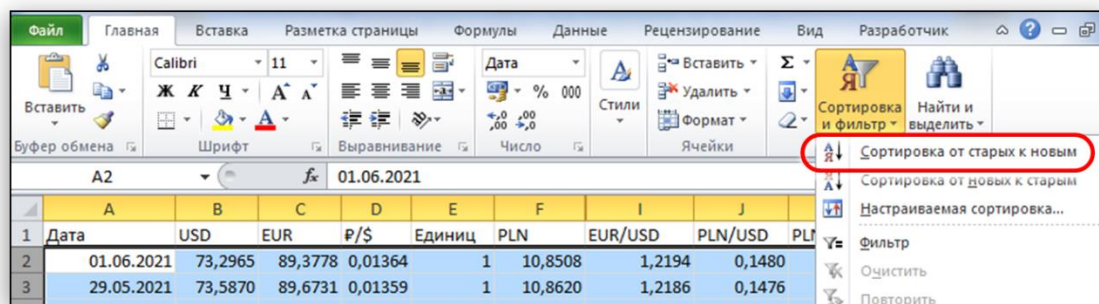 Файл Главная Вставка Разметка страницы Формулы Данные Рецензирование Вид Разработчик
Calibri 11 Дата Σ
Вставить Ж К Ч А А % 000 Стили Вставить Удалить Формат Сортировка и фильтр Найти и выделить
Буфер обмена Шрифт Выравнивание Число Ячейки
Сортировка от старых к новым
Сортировка от новых к старым
Настраиваемая сортировка...
Фильтр
Очистить
Повторить
A2 fx 01.06.2021
A B C D E F I J
1 Дата USD EUR ₽/$ Единиц PLN EUR/USD PLN/USD
2 01.06.2021 73,2965 89,3778 0,01364 1 10,8508 1,2194 0,1480
3 29.05.2021 73,5870 89,6731 0,01359 1 10,8620 1,2186 0,1476